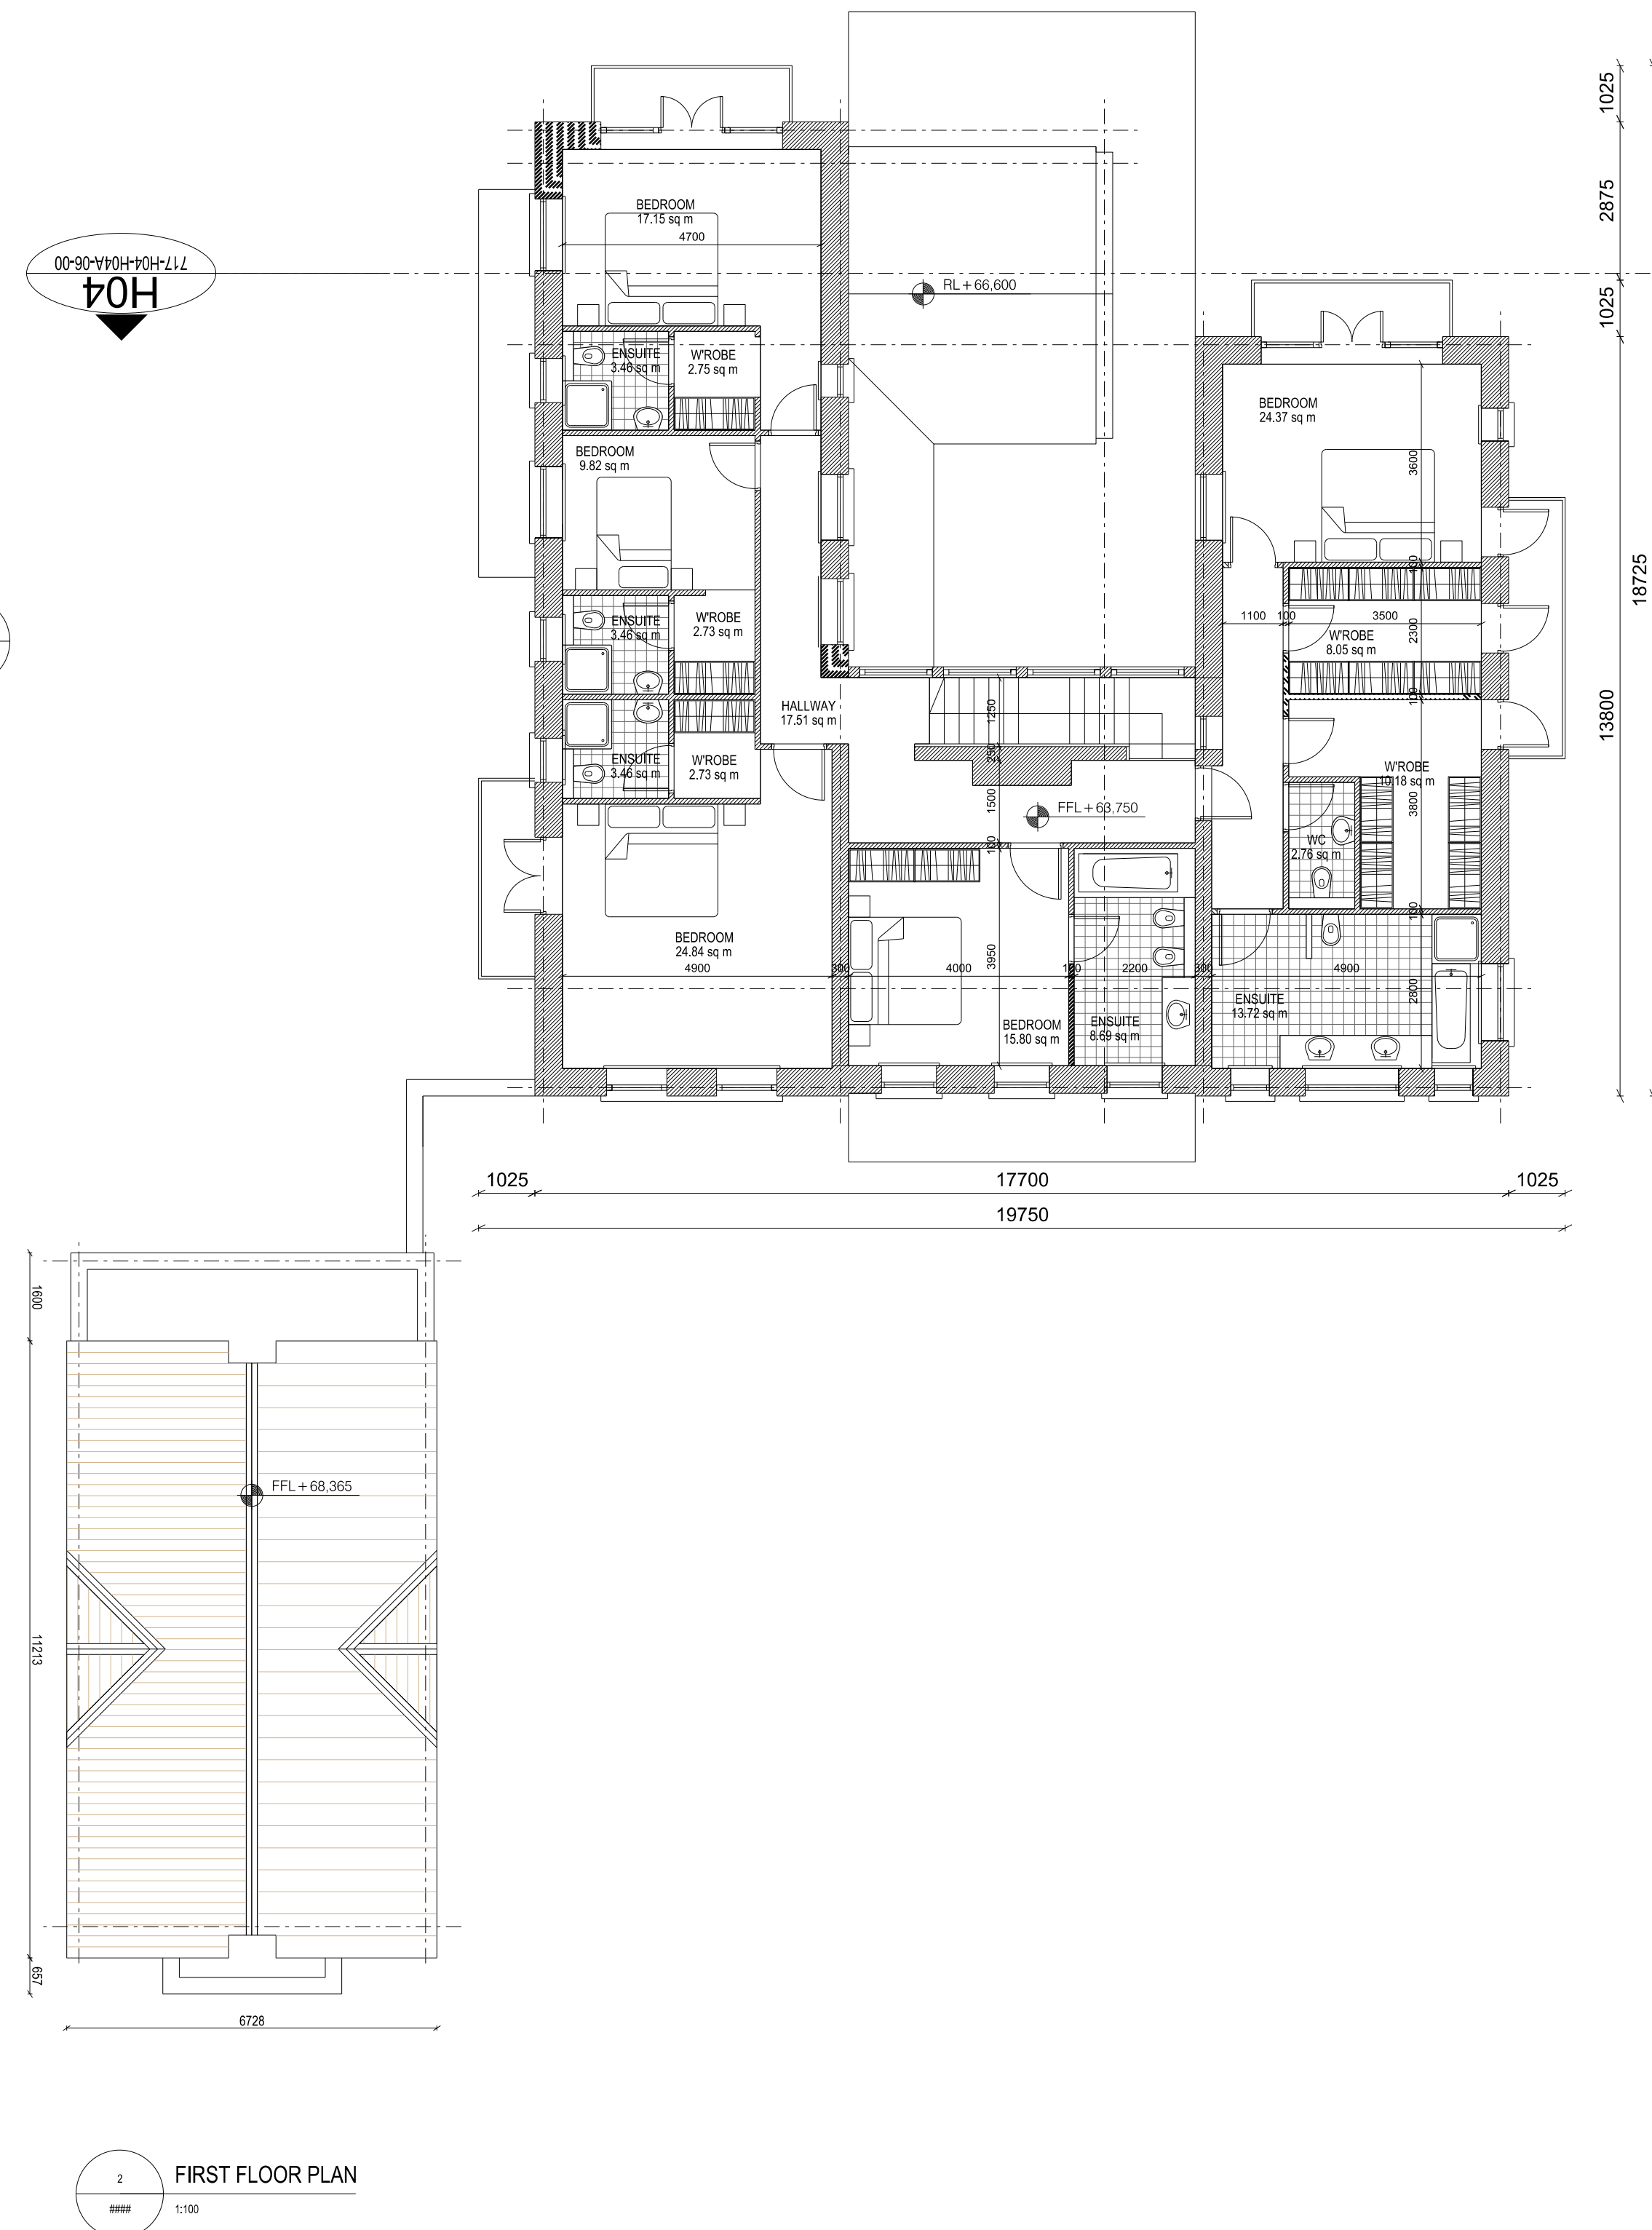 1025
2875
1025
18725
13800
717-H04-H04A-06-00
H04
BEDROOM
17.15 sq m
4700
RL+66,600
ENSUITE
3.46 sq m
W'ROBE
2.75 sq m
BEDROOM
24.37 sq m
3600
BEDROOM
9.82 sq m
100
ENSUITE
3.46 sq m
W'ROBE
2.73 sq m
1100
100
3500
W'ROBE
8.05 sq m
2300
100
HALLWAY
17.51 sq m
1250
250
ENSUITE
3.46 sq m
W'ROBE
2.73 sq m
W'ROBE
10.18 sq m
3800
1500
FFL+63,750
100
WC
2.76 sq m
100
BEDROOM
24.84 sq m
4900
300
4000
3950
100
2200
300
4900
2800
BEDROOM
15.80 sq m
ENSUITE
8.69 sq m
ENSUITE
13.72 sq m
1025
17700
1025
19750
1600
FFL+68,365
11213
657
6728
2
FIRST FLOOR PLAN
####
1:100